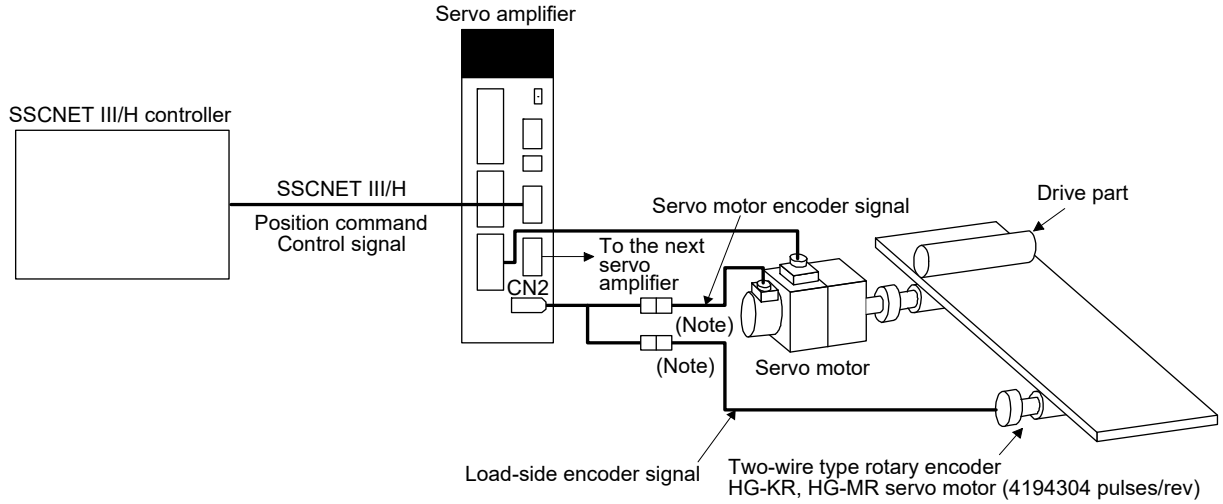 Servo amplifier
SSCNET III/H controller
SSCNET III/H
Position command
Control signal
Servo motor encoder signal
Drive part
To the next
servo
amplifier
CN2
(Note)
(Note)
Servo motor
Load-side encoder signal
Two-wire type rotary encoder
HG-KR, HG-MR servo motor (4194304 pulses/rev)